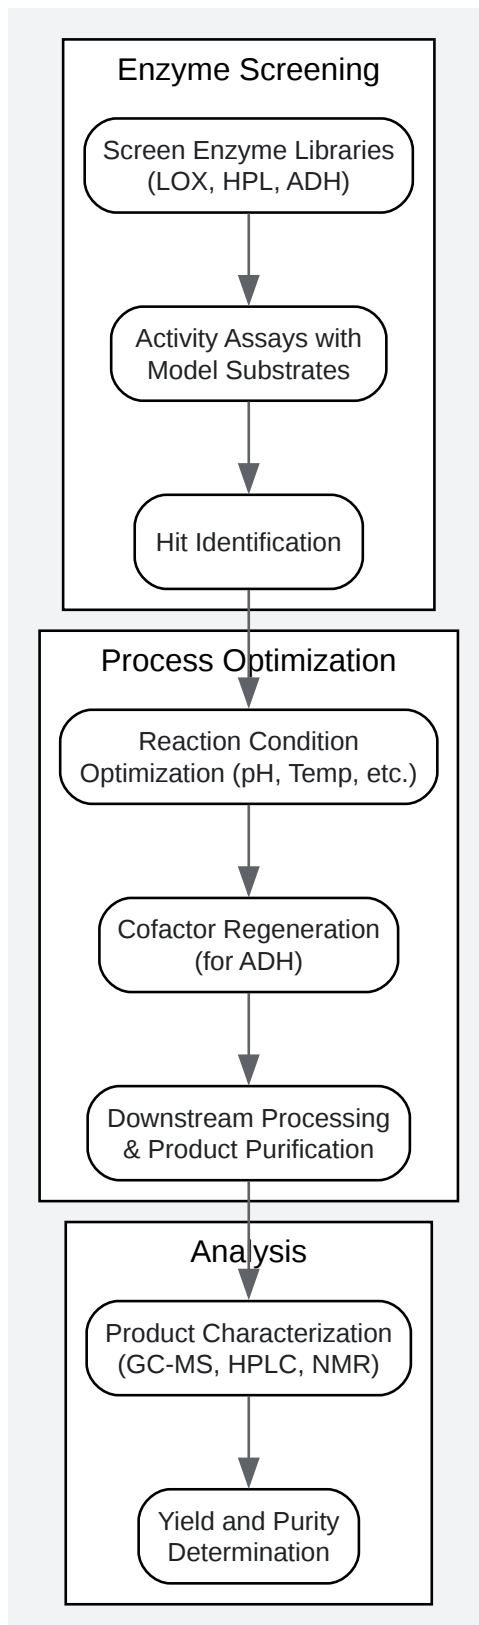 Enzyme Screening
Screen Enzyme Libraries
(LOX, HPL, ADH)
Activity Assays with
Model Substrates
Hit Identification
Process Optimization
Reaction Condition
Optimization (pH, Temp, etc.)
Cofactor Regeneration
(for ADH)
Downstream Processing
& Product Purification
Analysis
Product Characterization
(GC-MS, HPLC, NMR)
Yield and Purity
Determination